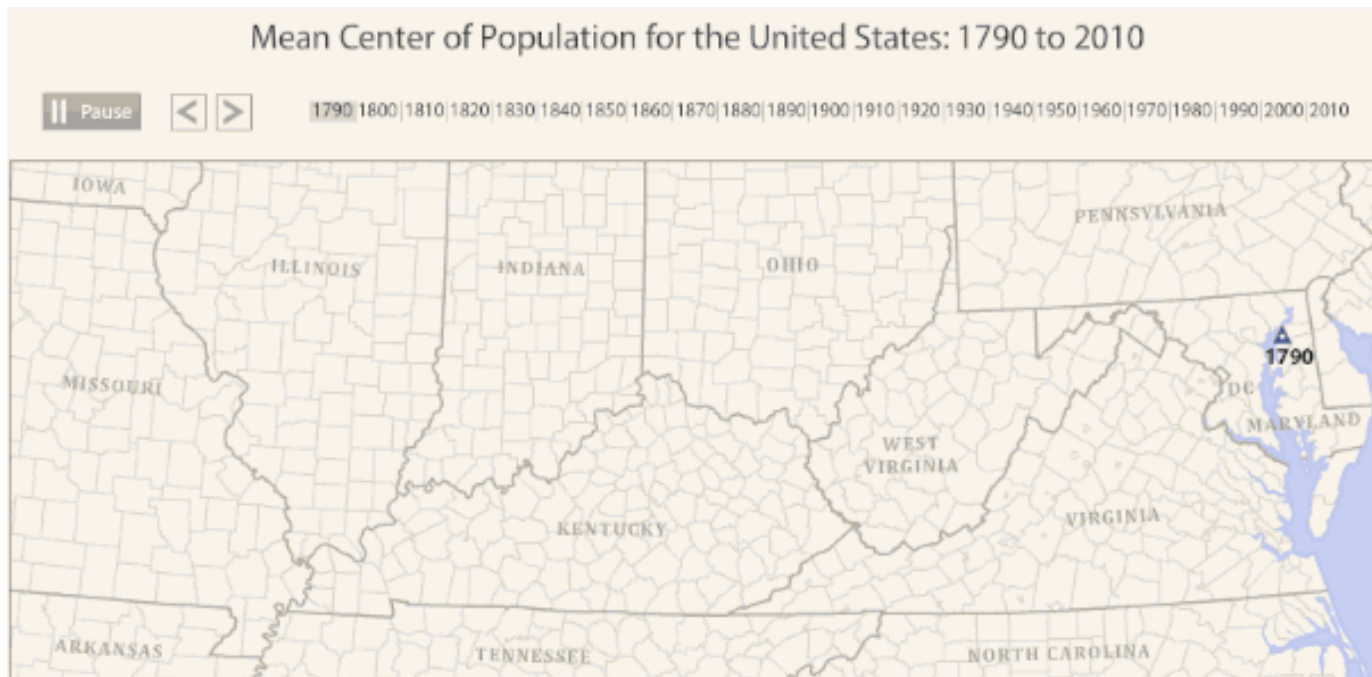 Mean Center of Population for the United States: 1790 to 2010
Pause < > 1790|1800|1810|1820|1830|1840|1850|1860|1870|1880|1890|1900|1910|1920|1930|1940|1950|1960|1970|1980|1990|2000|2010
IOWA
PENNSYLVANIA
ILLINOIS
INDIANA
OHIO
1790
MISSOURI
DC
MARYLAND
WEST
VIRGINIA
KENTUCKY
VIRGINIA
ARKANSAS
TENNESSEE
NORTH CAROLINA